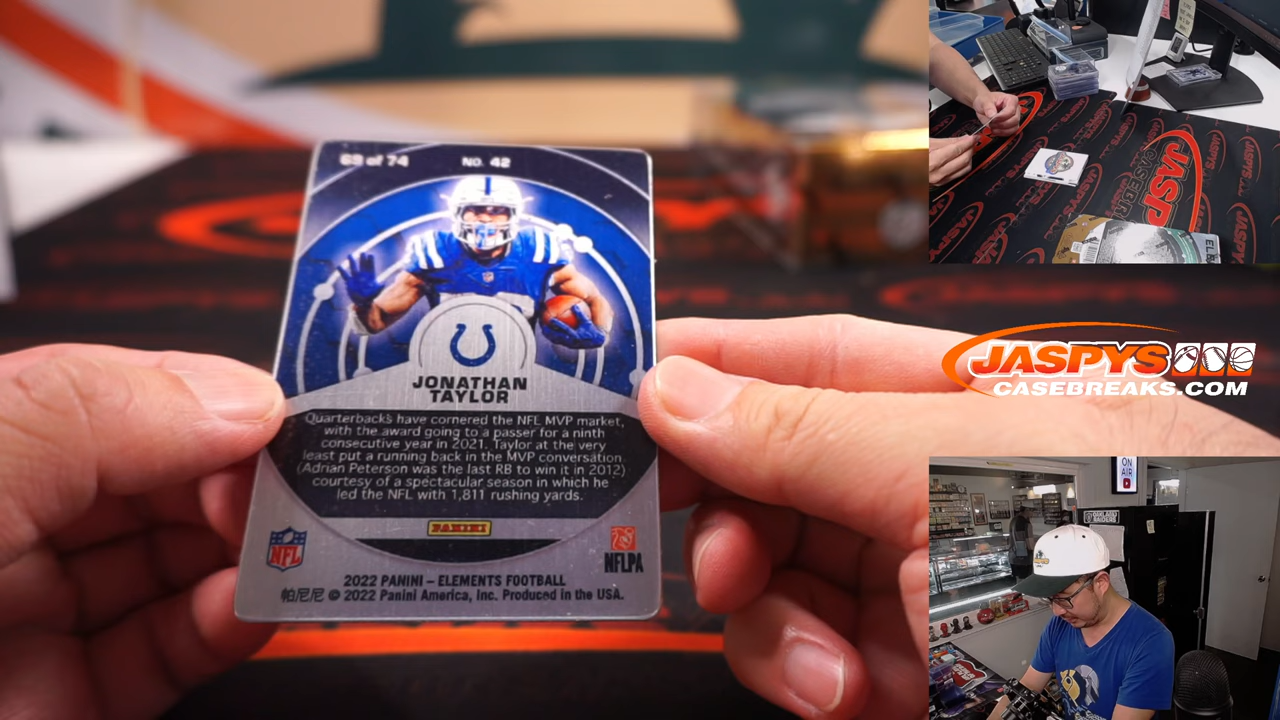 69 of 74
NO. 42
JONATHAN
TAYLOR
Quarterbacks have cornered the NFL MVP market,
with the award going to a passer for a ninth
consecutive year in 2021. Taylor at the very
least put a running back in the MVP conversation
(Adrian Peterson was the last RB to win it in 2012)
courtesy of a spectacular season in which he
led the NFL with 1,811 rushing yards.
PANINI
NFL
NFLPA
2022 PANINI – ELEMENTS FOOTBALL
帕尼尼 © 2022 Panini America, Inc. Produced in the USA.
JASPYS
CASEBREAKS.COM
JASPYS
ON
AIR